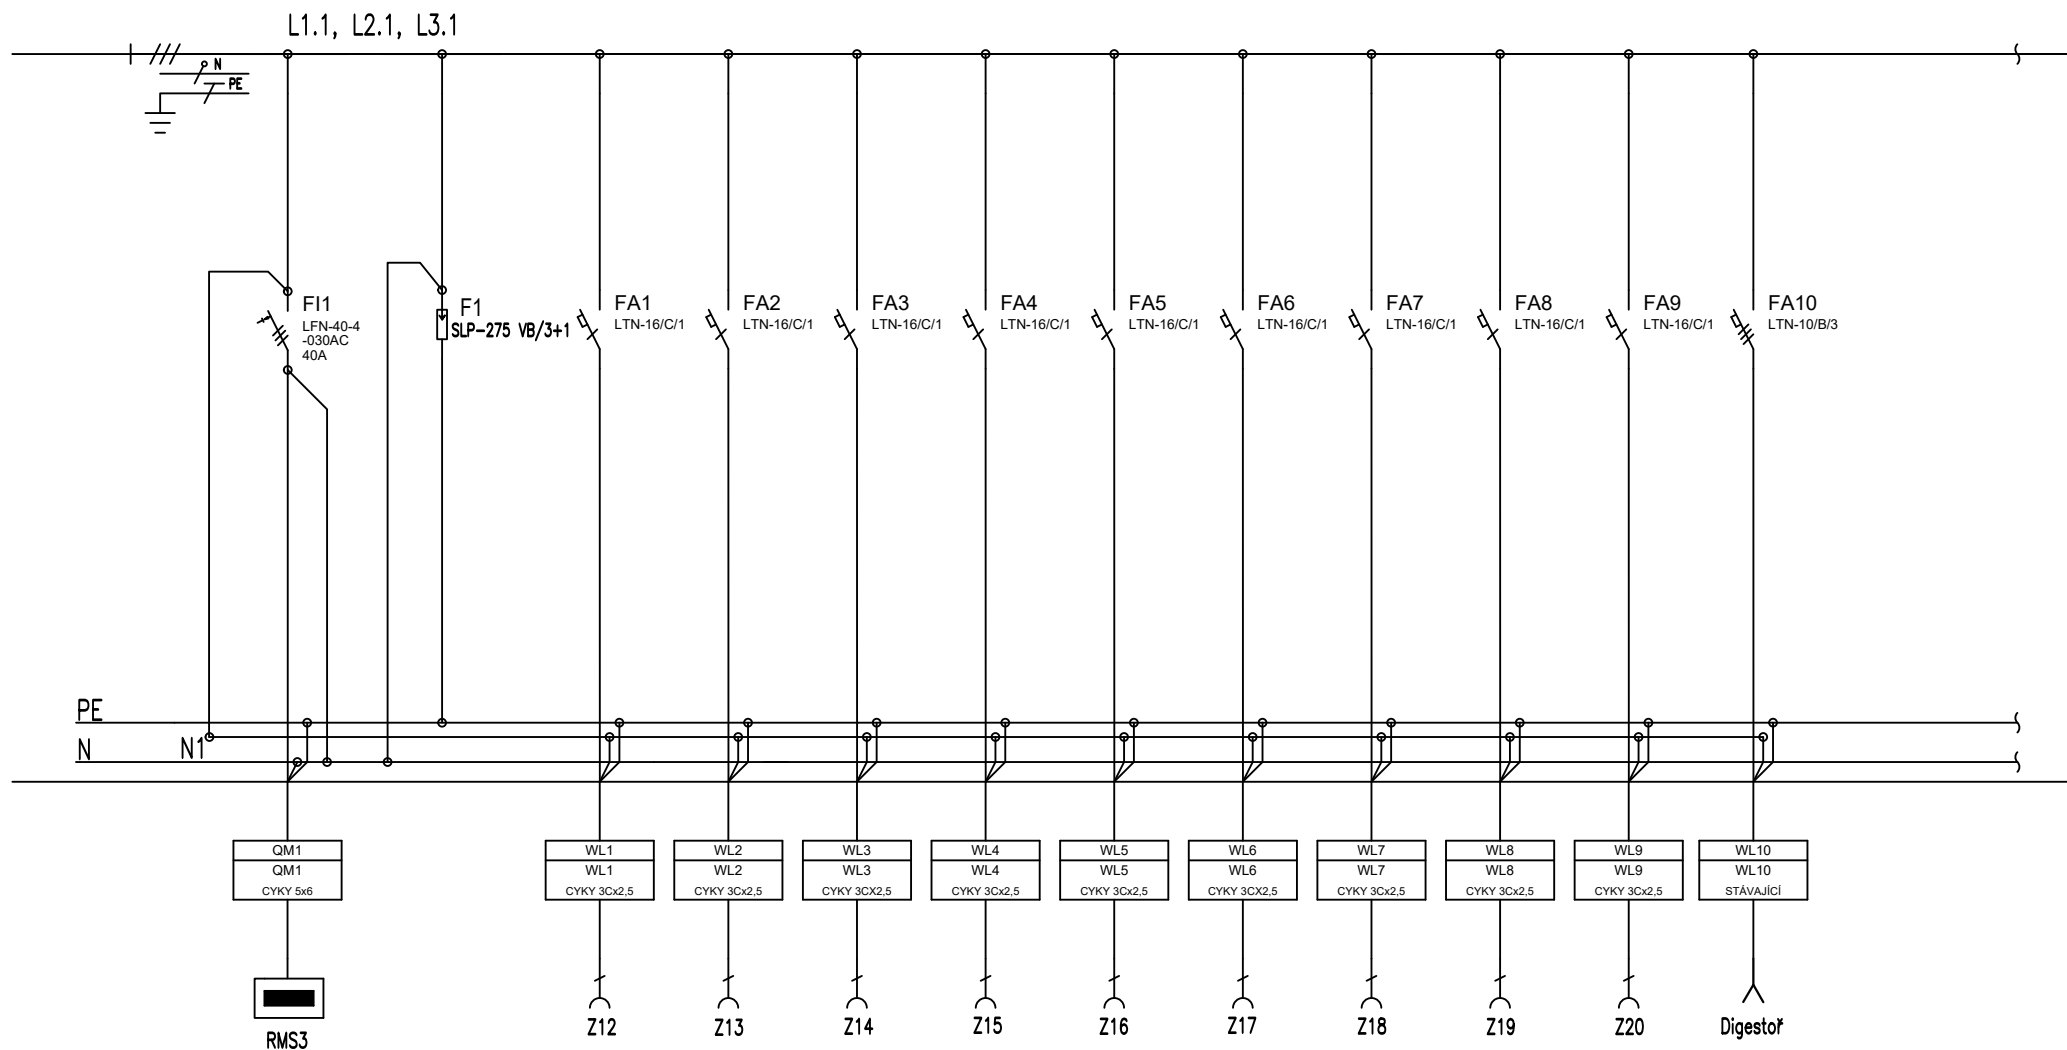 L1.1, L2.1, L3.1
N
PE
FI1
LFN-40-4
-030AC
40A
F1
SLP-275 VB/3+1
FA1
LTN-16/C/1
FA2
LTN-16/C/1
FA3
LTN-16/C/1
FA4
LTN-16/C/1
FA5
LTN-16/C/1
FA6
LTN-16/C/1
FA7
LTN-16/C/1
FA8
LTN-16/C/1
FA9
LTN-16/C/1
FA10
LTN-10/B/3
PE
N
N1
QM1
QM1
CYKY 5x6
WL1
WL1
CYKY 3Cx2,5
WL2
WL2
CYKY 3Cx2,5
WL3
WL3
CYKY 3CX2,5
WL4
WL4
CYKY 3Cx2,5
WL5
WL5
CYKY 3Cx2,5
WL6
WL6
CYKY 3CX2,5
WL7
WL7
CYKY 3Cx2,5
WL8
WL8
CYKY 3Cx2,5
WL9
WL9
CYKY 3Cx2,5
WL10
WL10
STÁVAJÍCÍ
RMS3
Z12
Z13
Z14
Z15
Z16
Z17
Z18
Z19
Z20
Digestoř